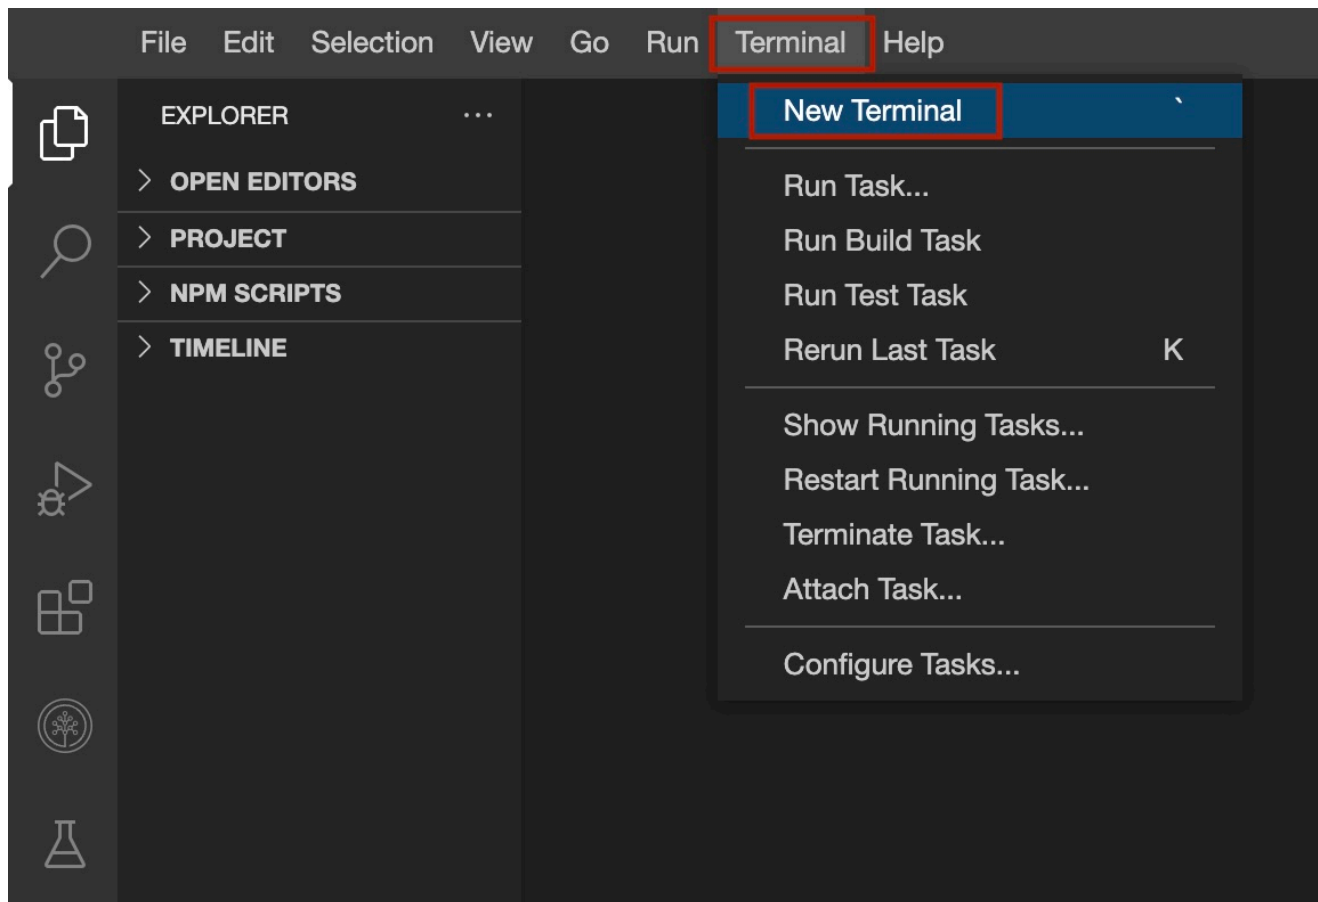 File Edit Selection View Go Run Terminal Help
EXPLORER ...
OPEN EDITORS
PROJECT
NPM SCRIPTS
TIMELINE
New Terminal `
Run Task...
Run Build Task
Run Test Task
Rerun Last Task K
Show Running Tasks...
Restart Running Task...
Terminate Task...
Attach Task...
Configure Tasks...